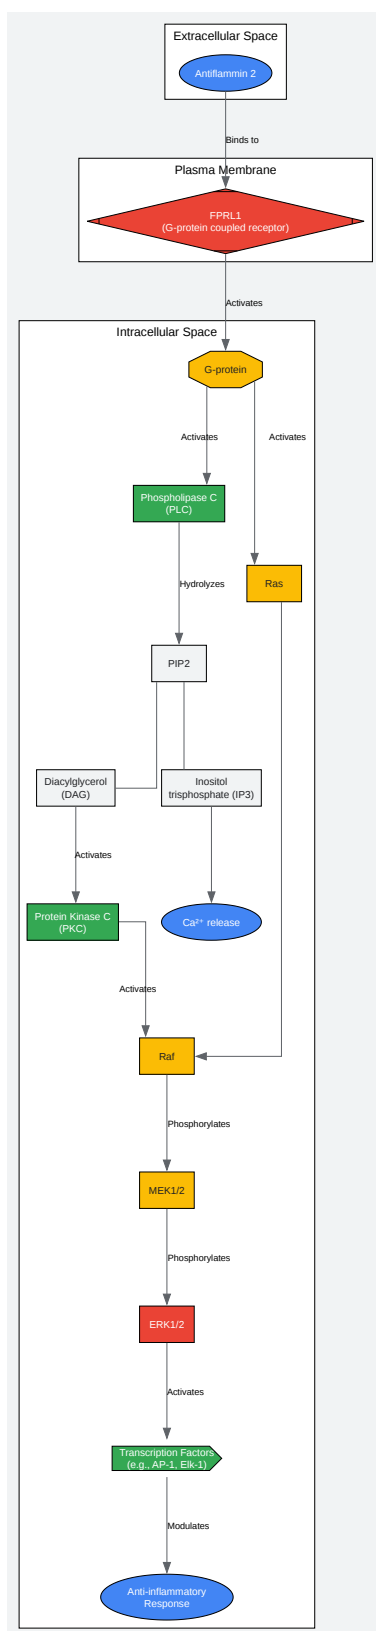 Extracellular Space
Antiflammin 2
Binds to
Plasma Membrane
FPRL1
(G-protein coupled receptor)
Activates
Intracellular Space
G-protein
Activates
Activates
Phospholipase C
(PLC)
Ras
Hydrolyzes
PIP2
Diacylglycerol
(DAG)
Inositol
trisphosphate (IP3)
Activates
Protein Kinase C
(PKC)
Ca²⁺ release
Activates
Raf
Phosphorylates
MEK1/2
Phosphorylates
ERK1/2
Activates
Transcription Factors
(e.g., AP-1, Elk-1)
Modulates
Anti-inflammatory
Response